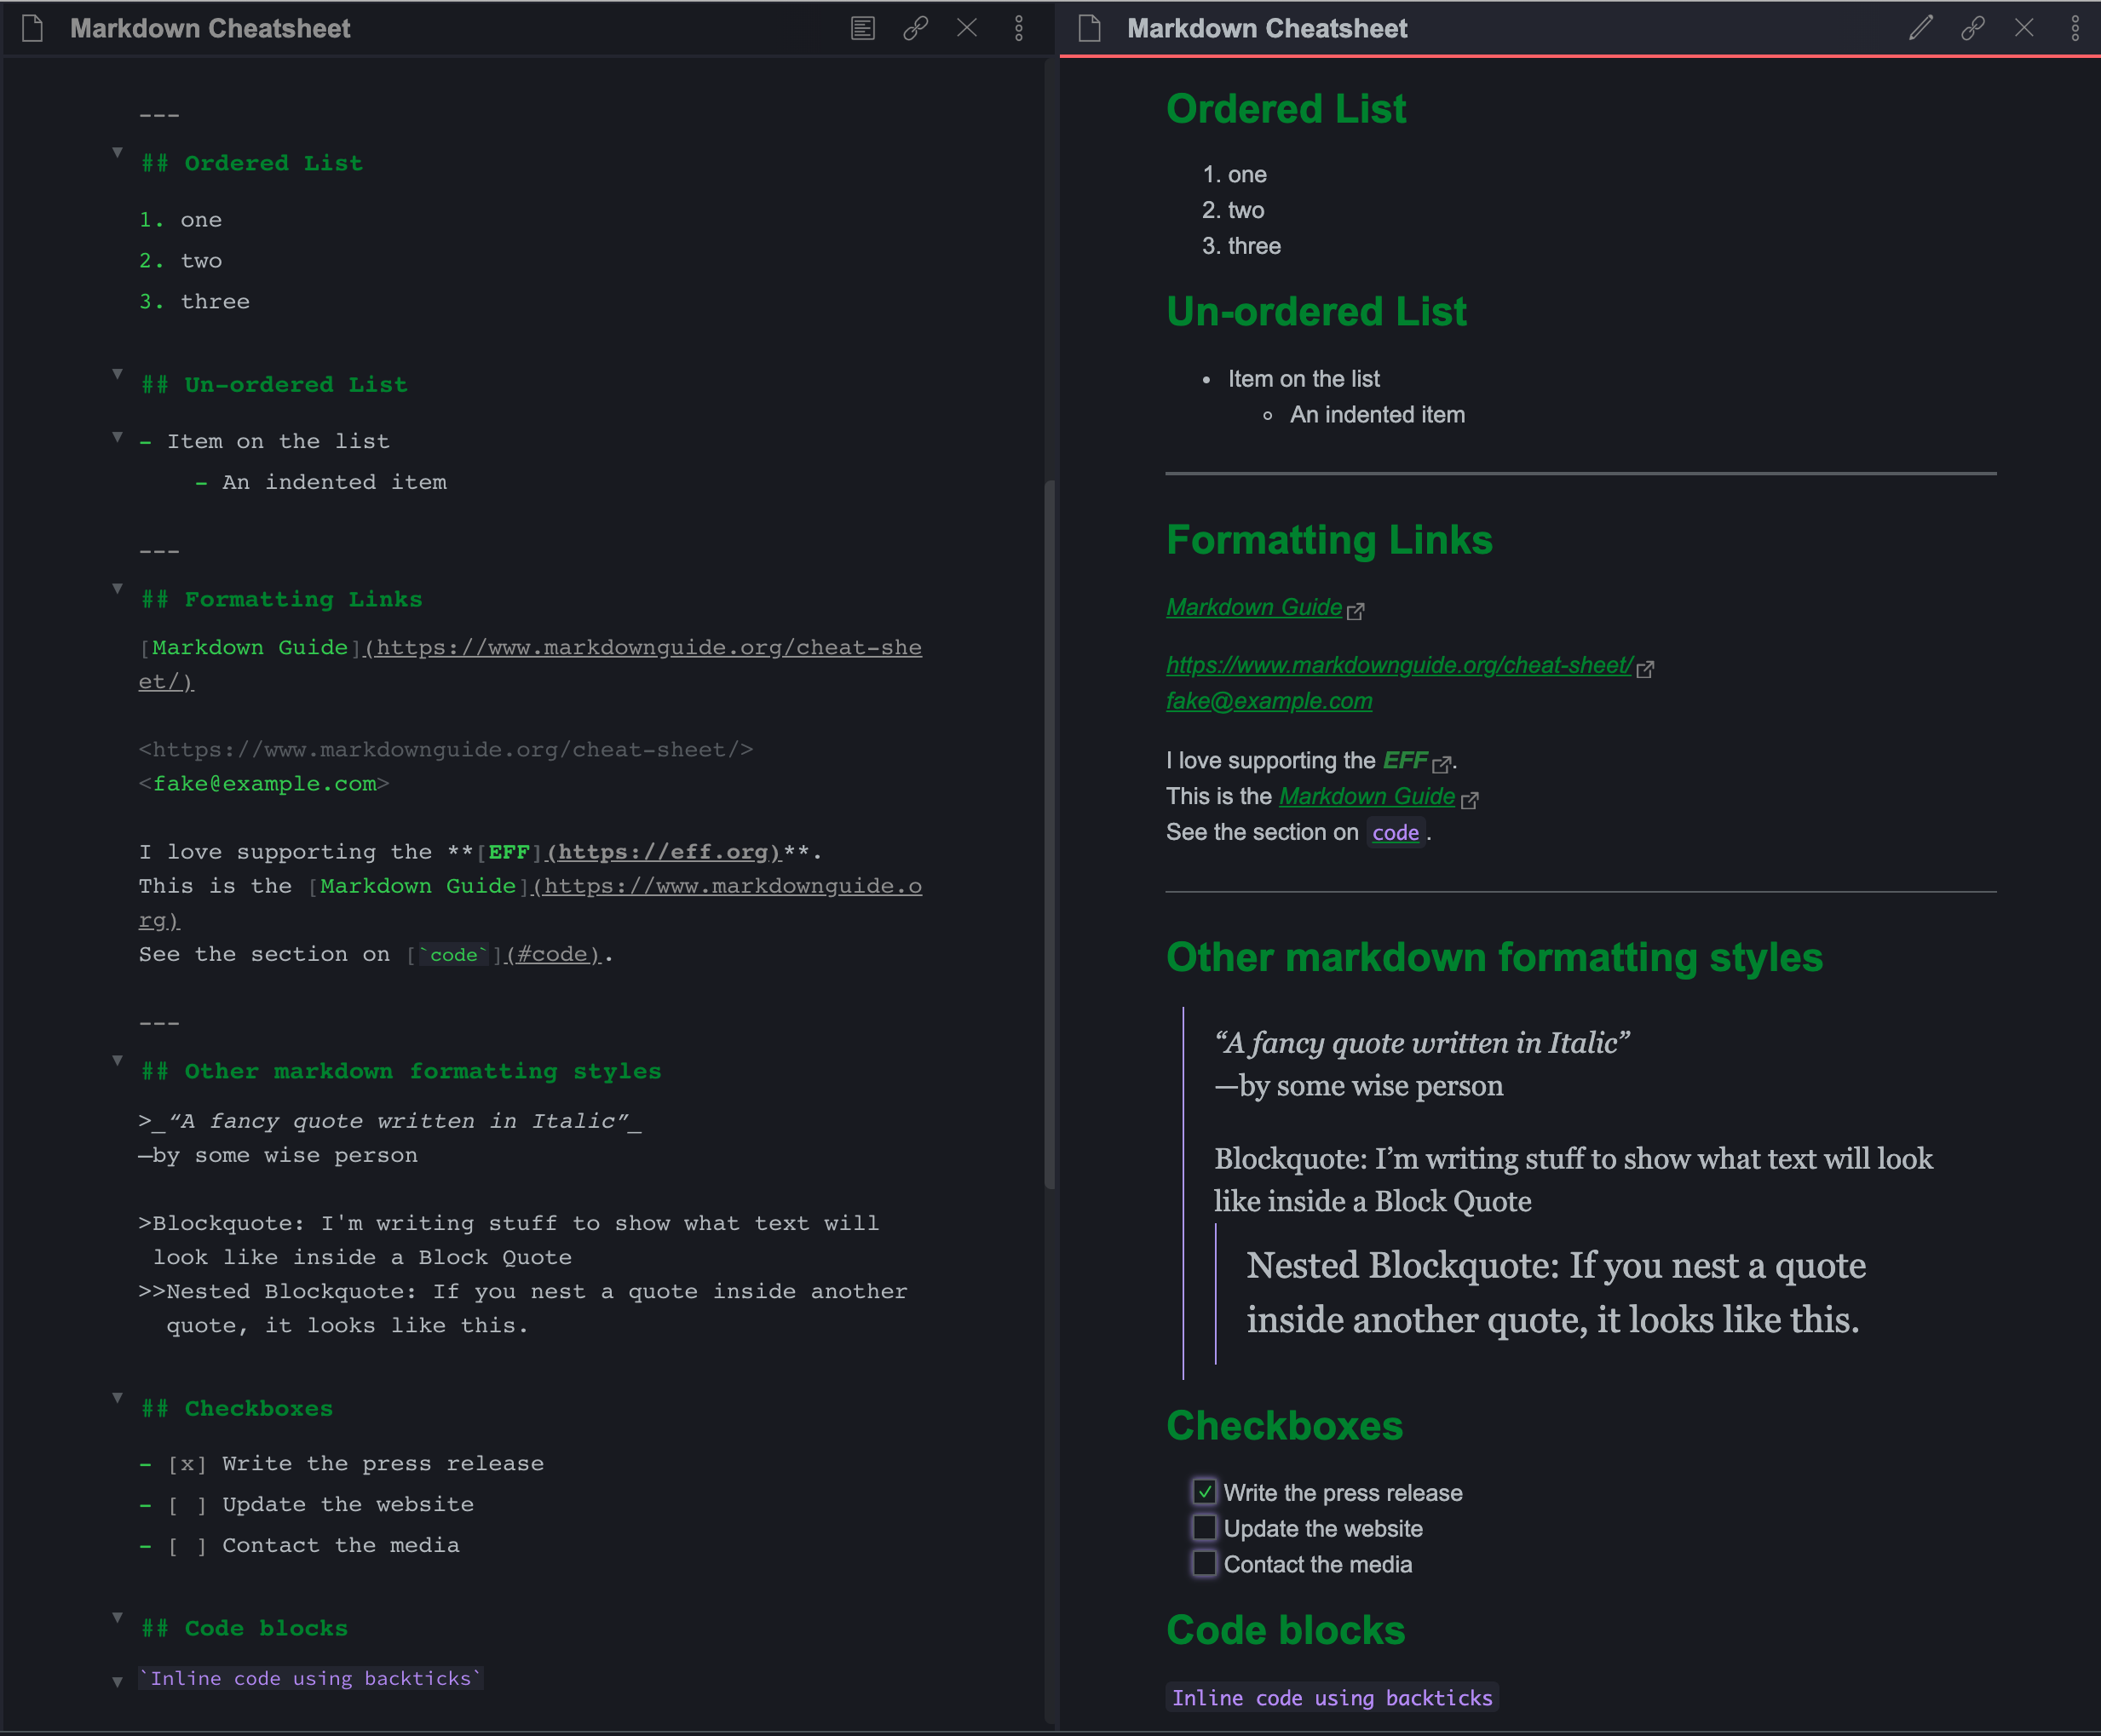 Markdown Cheatsheet
---
## Ordered List
1. one
2. two
3. three
## Un-ordered List
- Item on the list
- An indented item
---
## Formatting Links
[Markdown Guide](https://www.markdownguide.org/cheat-she
et/)
<https://www.markdownguide.org/cheat-sheet/>
<fake@example.com>
I love supporting the **[EFF](https://eff.org)**.
This is the [Markdown Guide](https://www.markdownguide.o
rg)
See the section on [`code`](#code).
---
## Other markdown formatting styles
>_“A fancy quote written in Italic”_
—by some wise person
>Blockquote: I'm writing stuff to show what text will
look like inside a Block Quote
>>Nested Blockquote: If you nest a quote inside another
quote, it looks like this.
## Checkboxes
- [x] Write the press release
- [ ] Update the website
- [ ] Contact the media
## Code blocks
`Inline code using backticks`
Markdown Cheatsheet
Ordered List
1. one
2. two
3. three
Un-ordered List
• Item on the list
◦ An indented item
Formatting Links
Markdown Guide
https://www.markdownguide.org/cheat-sheet/
fake@example.com
I love supporting the EFF.
This is the Markdown Guide
See the section on code.
Other markdown formatting styles
“A fancy quote written in Italic”
—by some wise person
Blockquote: I’m writing stuff to show what text will look
like inside a Block Quote
Nested Blockquote: If you nest a quote
inside another quote, it looks like this.
Checkboxes
Write the press release
Update the website
Contact the media
Code blocks
Inline code using backticks